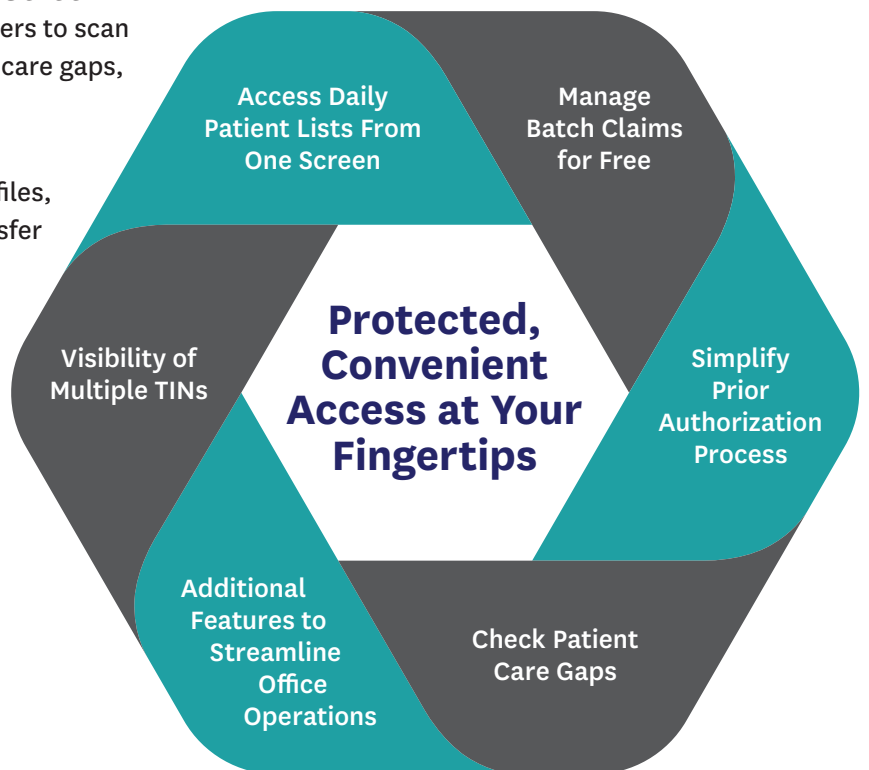 ers to scan
care gaps,
files,
sfer
Access Daily
Patient Lists From
One Screen
Manage
Batch Claims
for Free
Simplify
Prior
Authorization
Process
Check Patient
Care Gaps
Additional
Features to
Streamline
Office
Operations
Visibility of
Multiple TINs
Protected,
Convenient
Access at Your
Fingertips